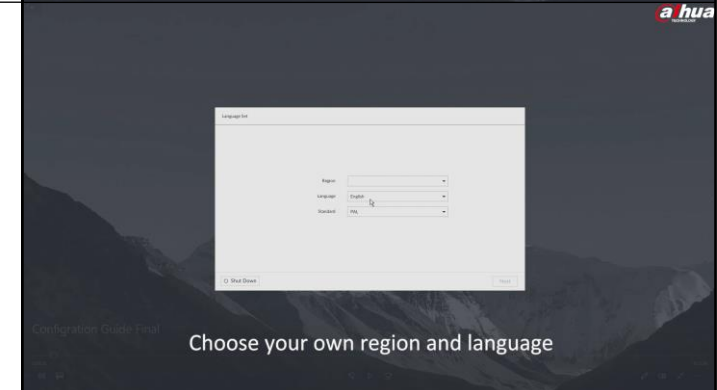 alhua
TECHNOLOGY
Language Set
Region
Language English
Standard PAL
Shut Down
Next
Configration Guide Final
Choose your own region and language